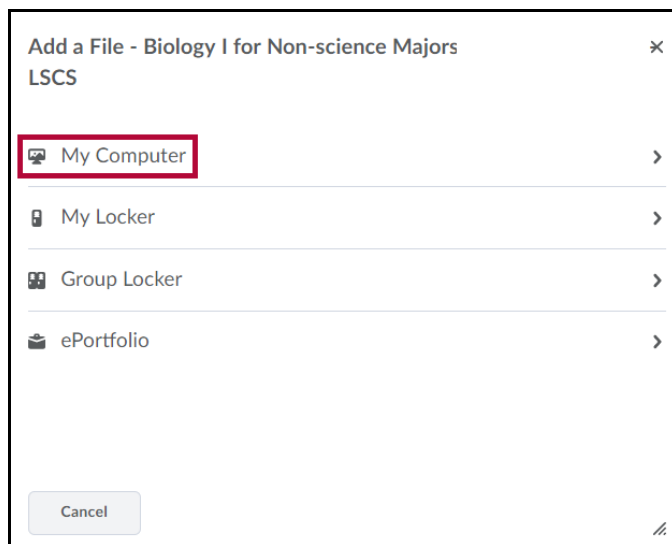 Add a File - Biology I for Non-science Majors
LSCS
My Computer
My Locker
Group Locker
ePortfolio
Cancel